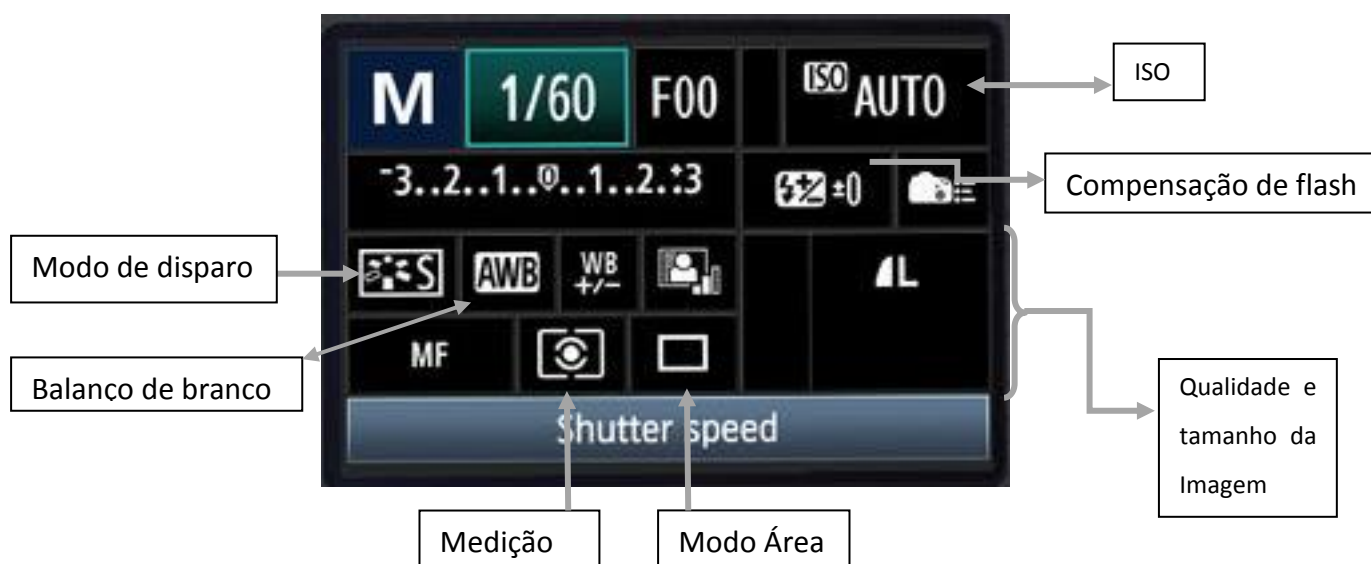 M 1/60 F00 ISO AUTO
ISO
-3..2..1..0..1..2.:+3 ±0
Compensação de flash
Modo de disparo
S AWB WB +/- L
Balanço de branco
MF
Qualidade e
tamanho da
Imagem
Shutter speed
Medição
Modo Área